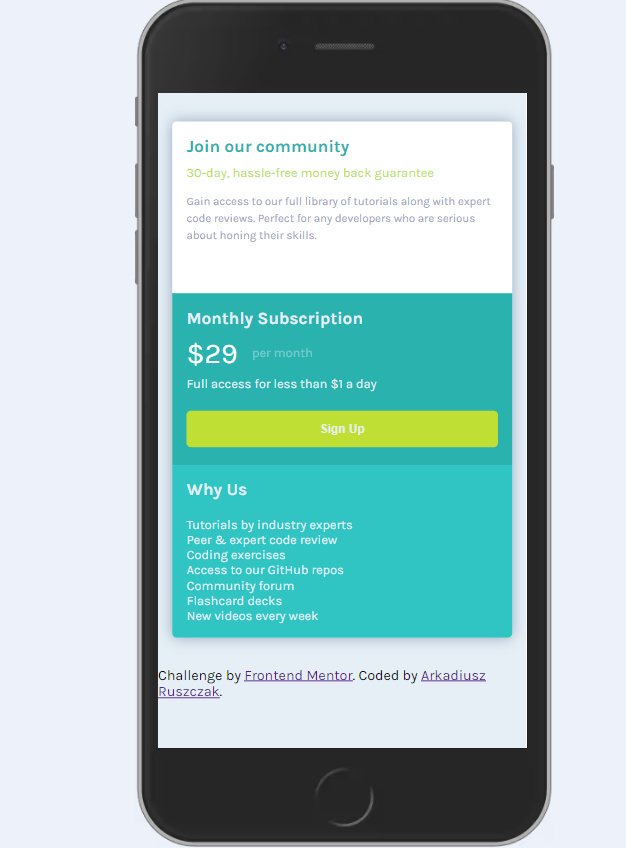 Join our community
30-day, hassle-free money back guarantee
Gain access to our full library of tutorials along with expert
code reviews. Perfect for any developers who are serious
about honing their skills.
Monthly Subscription
$29 per month
Full access for less than $1 a day
Sign Up
Why Us
Tutorials by industry experts
Peer & expert code review
Coding exercises
Access to our GitHub repos
Community forum
Flashcard decks
New videos every week
Challenge by Frontend Mentor. Coded by Arkadiusz
Ruszczak.